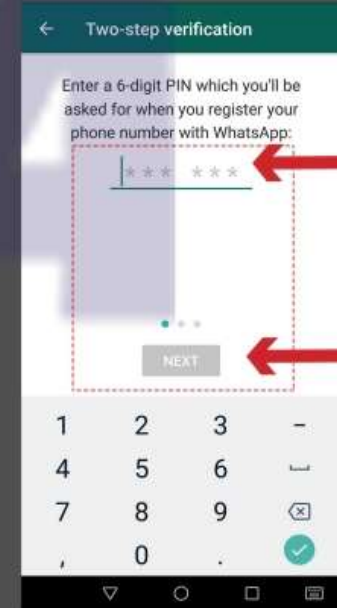 Two-step verification
Enter a 6-digit PIN which you'll be
asked for when you register your
phone number with WhatsApp:
*** ***
NEXT
1 2 3 -
4 5 6
7 8 9
, 0 .